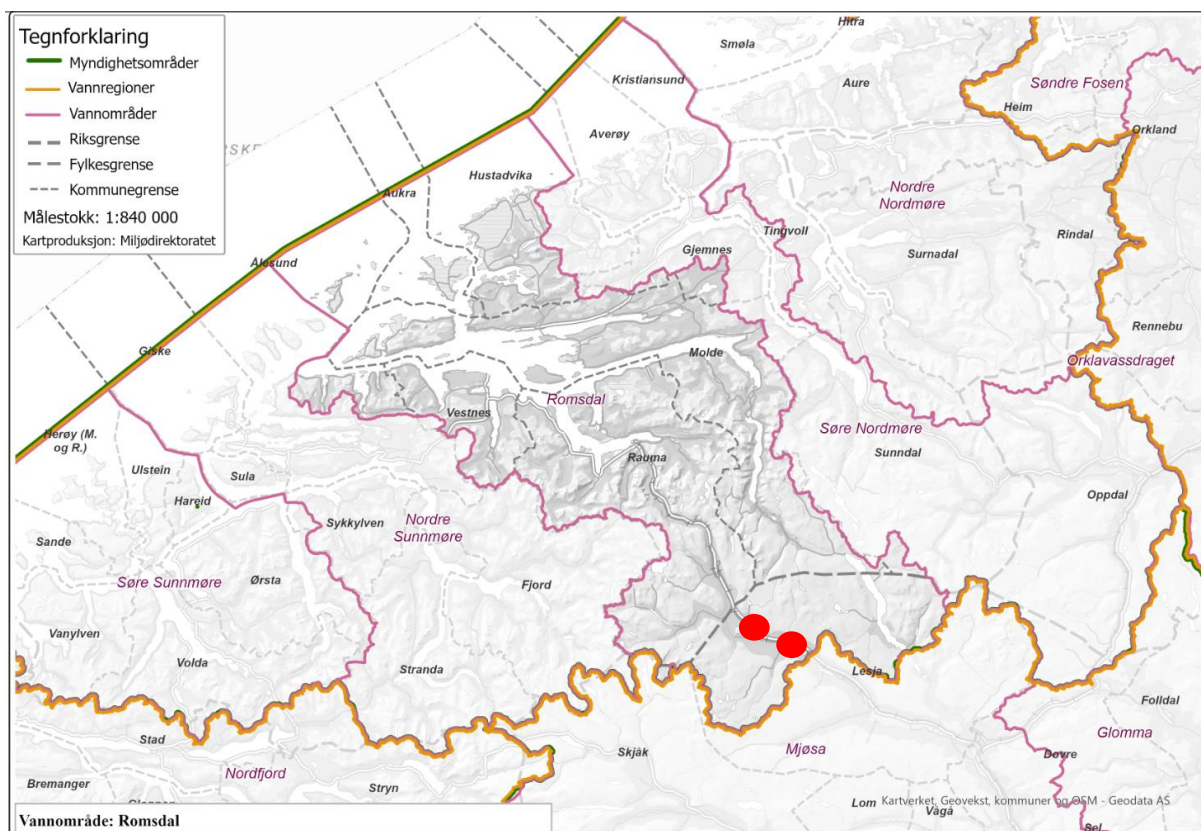 Tegnforklaring
Myndighetsområder
Vannregioner
Vannområder
Riksgrense
Fylkesgrense
Kommunegrense
Målestokk: 1:840 000
Kartproduksjon: Miljødirektoratet
Hitra
Smøla
Kristiansund
Aure
Søndre Fosen
Heim
Orkland
Averøy
Hustadvika
Aukra
Nordre
Nordmøre
Tingvoll
Rindal
Gjemnes
Surnadal
Ålesund
Rennebu
Giske
Molde
Orklavassdraget
Romsdal
Vestnes
Søre Nordmøre
Herøy (M.
og R.)
Sunndal
Rauma
Ulstein
Sula
Hareid
Oppdal
Sykkylven
Nordre
Sunnmøre
Sande
Søre Sunnmøre
Ørsta
Fjord
Vanylven
Volda
Stranda
Lesja
Folldal
Stad
Skjåk
Mjøsa
Glomma
Dovre
Bremanger
Nordfjord
Stryn
Lom
Vågå
Kartverket, Geovekst, kommuner og OSM - Geodata AS
Vannområde: Romsdal
Sel